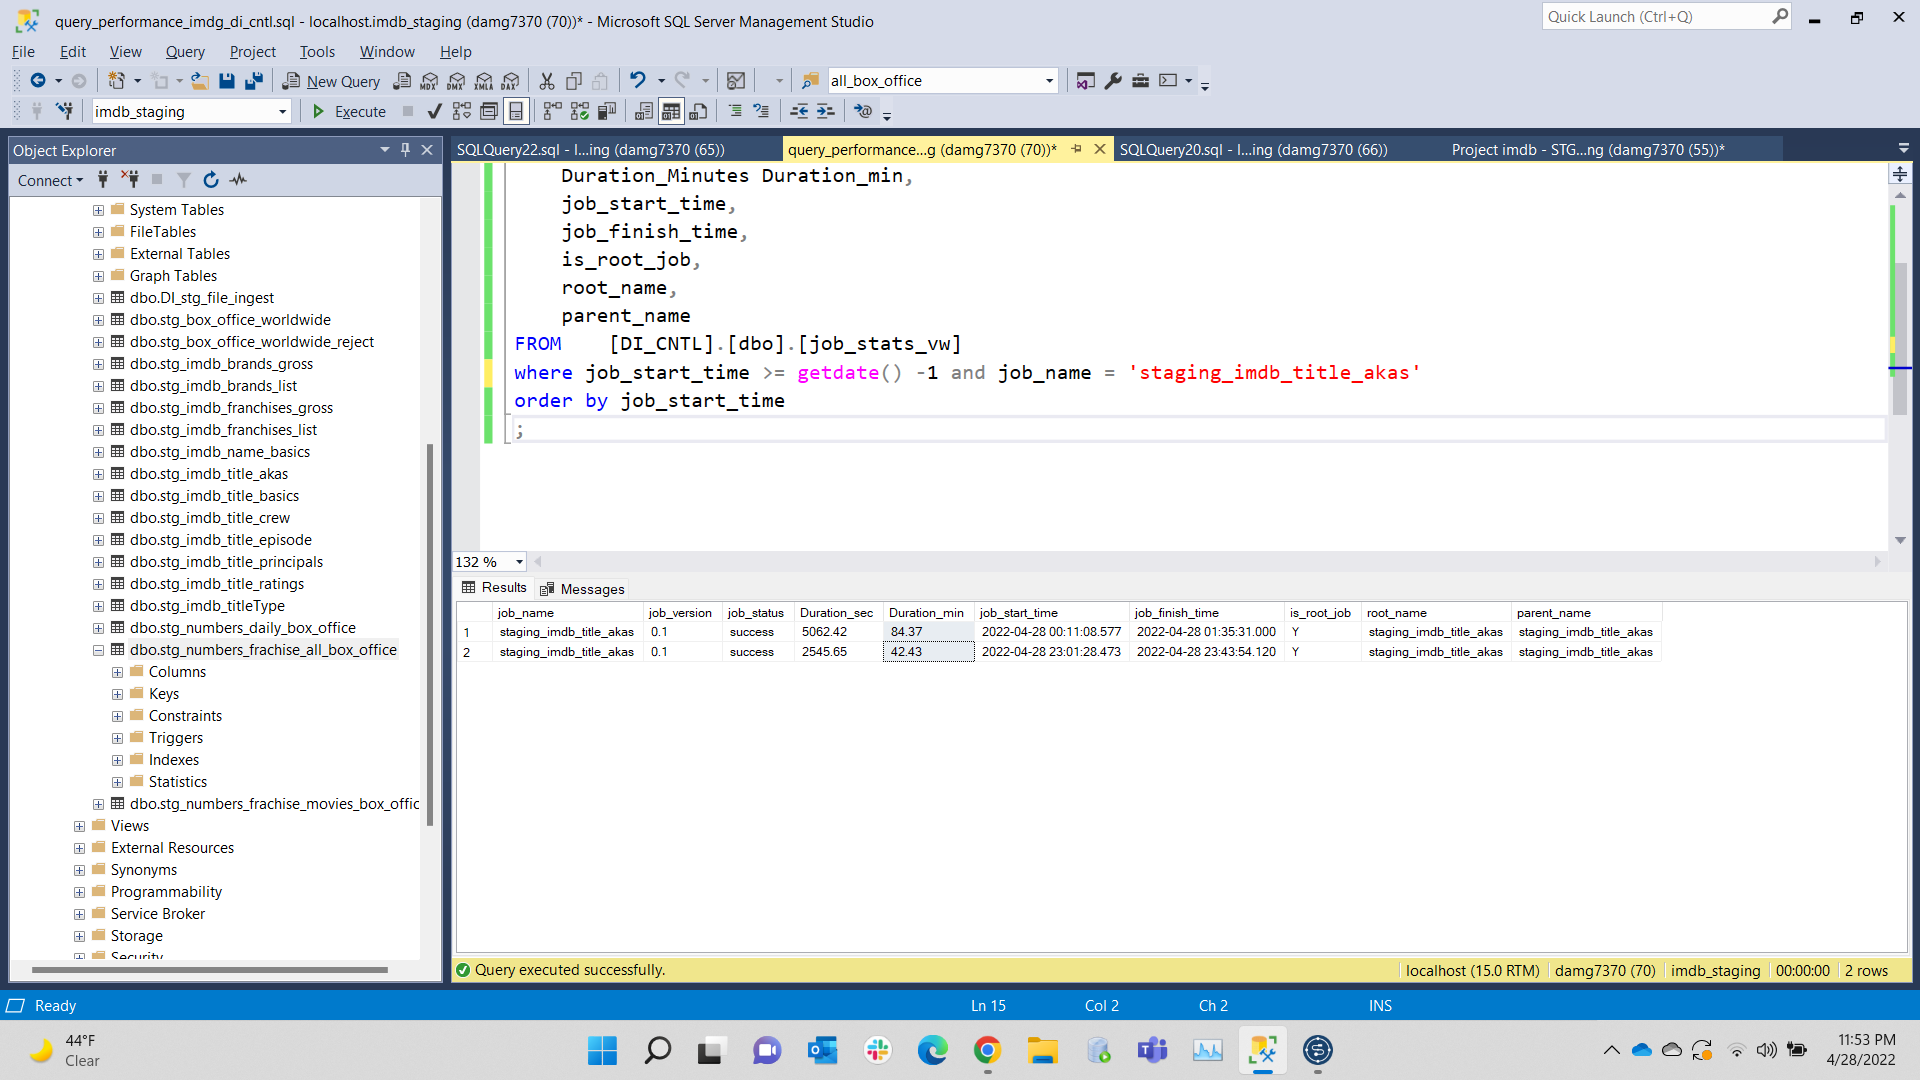 query_performance_imdg_di_cntl.sql - localhost.imdb_staging (damg7370 (70))* - Microsoft SQL Server Management Studio
Quick Launch (Ctrl+Q)
File Edit View Query Project Tools Window Help
New Query
MDX DMX XMLA DAX
all_box_office
imdb_staging
Execute
Object Explorer
Connect
System Tables
FileTables
External Tables
Graph Tables
dbo.DI_stg_file_ingest
dbo.stg_box_office_worldwide
dbo.stg_box_office_worldwide_reject
dbo.stg_imdb_brands_gross
dbo.stg_imdb_brands_list
dbo.stg_imdb_franchises_gross
dbo.stg_imdb_franchises_list
dbo.stg_imdb_name_basics
dbo.stg_imdb_title_akas
dbo.stg_imdb_title_basics
dbo.stg_imdb_title_crew
dbo.stg_imdb_title_episode
dbo.stg_imdb_title_principals
dbo.stg_imdb_title_ratings
dbo.stg_imdb_titleType
dbo.stg_numbers_daily_box_office
dbo.stg_numbers_frachise_all_box_office
Columns
Keys
Constraints
Triggers
Indexes
Statistics
dbo.stg_numbers_frachise_movies_box_offic
Views
External Resources
Synonyms
Programmability
Service Broker
Storage
Security
SQLQuery22.sql - l...ing (damg7370 (65))
query_performance...g (damg7370 (70))*
SQLQuery20.sql - l...ing (damg7370 (66))
Project imdb - STG...ng (damg7370 (55))*
Duration_Minutes Duration_min,
job_start_time,
job_finish_time,
is_root_job,
root_name,
parent_name
FROM [DI_CNTL].[dbo].[job_stats_vw]
where job_start_time >= getdate() -1 and job_name = 'staging_imdb_title_akas'
order by job_start_time
;
132 %
Results Messages
job_name job_version job_status Duration_sec Duration_min job_start_time job_finish_time is_root_job root_name parent_name
1 staging_imdb_title_akas 0.1 success 5062.42 84.37 2022-04-28 00:11:08.577 2022-04-28 01:35:31.000 Y staging_imdb_title_akas staging_imdb_title_akas
2 staging_imdb_title_akas 0.1 success 2545.65 42.43 2022-04-28 23:01:28.473 2022-04-28 23:43:54.120 Y staging_imdb_title_akas staging_imdb_title_akas
Query executed successfully.
localhost (15.0 RTM) damg7370 (70) imdb_staging 00:00:00 2 rows
Ready
Ln 15 Col 2 Ch 2 INS
44°F
Clear
11:53 PM
4/28/2022